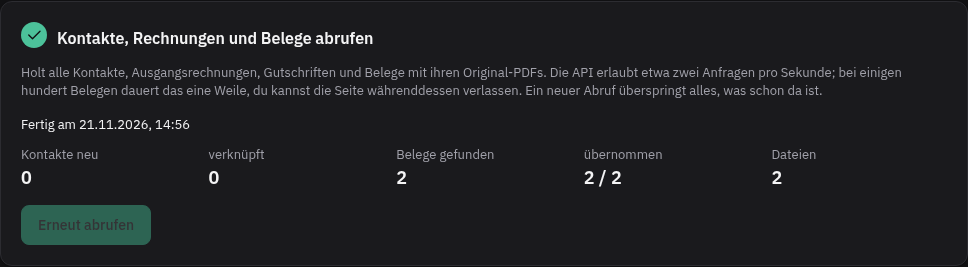 Kontakte, Rechnungen und Belege abrufen
Holt alle Kontakte, Ausgangsrechnungen, Gutschriften und Belege mit ihren Original-PDFs. Die API erlaubt etwa zwei Anfragen pro Sekunde; bei einigen
hundert Belegen dauert das eine Weile, du kannst die Seite währenddessen verlassen. Ein neuer Abruf überspringt alles, was schon da ist.
Fertig am 21.11.2026, 14:56
Kontakte neu verknüpft Belege gefunden übernommen Dateien
0 0 2 2 / 2 2
Erneut abrufen